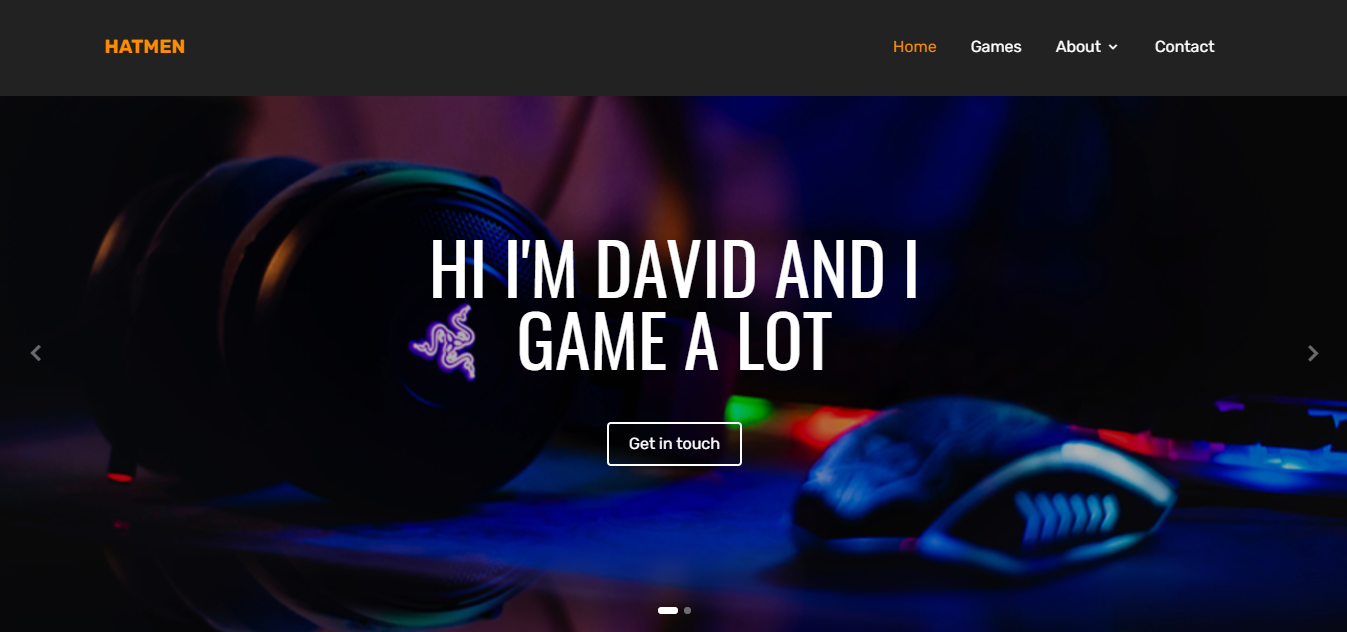 HATMEN
Home Games About Contact
HI I'M DAVID AND I
GAME A LOT
Get in touch